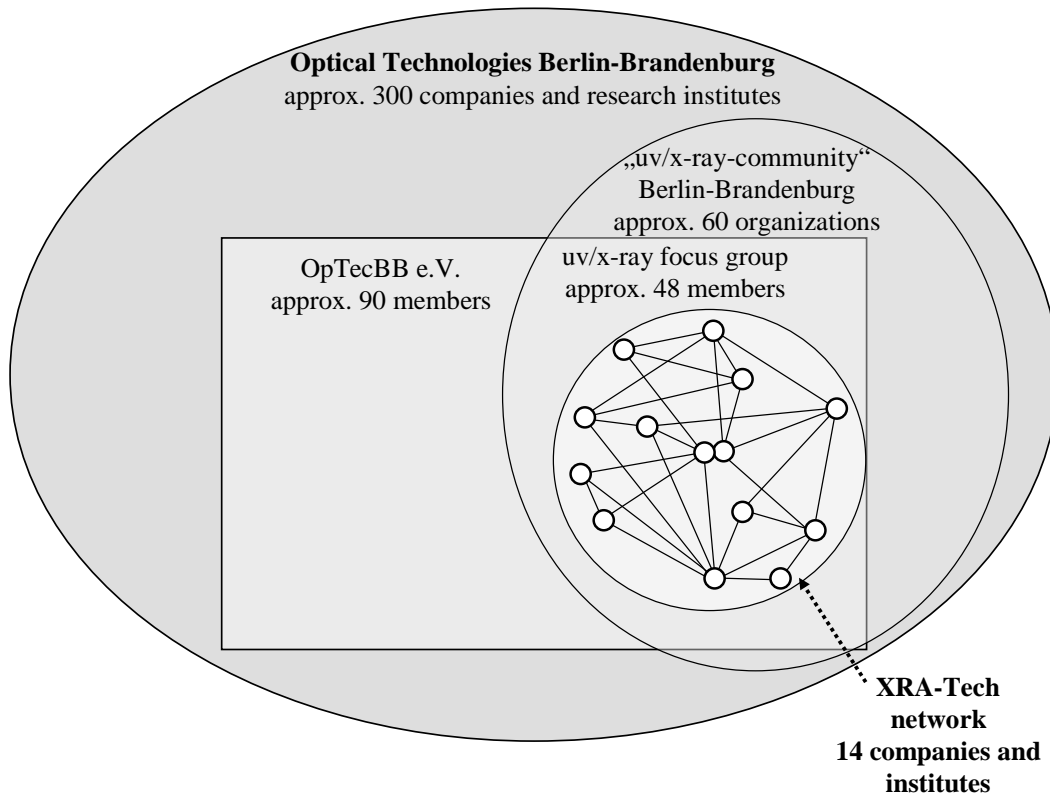 Optical Technologies Berlin-Brandenburg
approx. 300 companies and research institutes
„uv/x-ray-community“
Berlin-Brandenburg
approx. 60 organizations
OpTecBB e.V.
approx. 90 members
uv/x-ray focus group
approx. 48 members
XRA-Tech
network
14 companies and
institutes